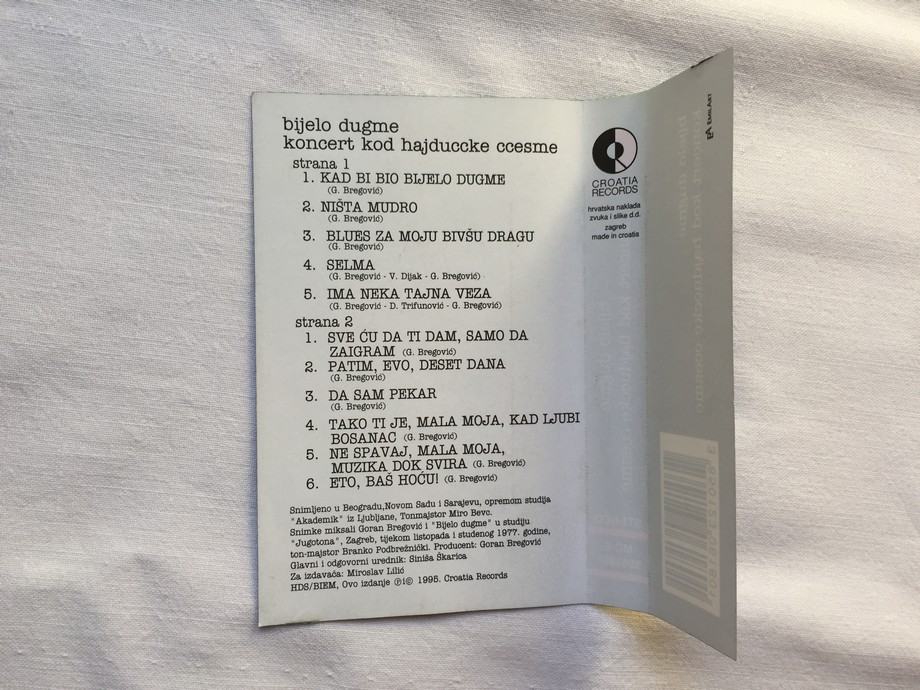 bijelo dugme
koncert kod hajduccke ccesme
strana 1
1. KAD BI BIO BIJELO DUGME
(G. Bregović)
2. NIŠTA MUDRO
(G. Bregović)
3. BLUES ZA MOJU BIVŠU DRAGU
(G. Bregović)
4. SELMA
(G. Bregović - V. Dijak - G. Bregović)
5. IMA NEKA TAJNA VEZA
(G. Bregović - D. Trifunović - G. Bregović)
strana 2
1. SVE ĆU DA TI DAM, SAMO DA
ZAIGRAM (G. Bregović)
2. PATIM, EVO, DESET DANA
(G. Bregović)
3. DA SAM PEKAR
(G. Bregović)
4. TAKO TI JE, MALA MOJA, KAD LJUBI
BOSANAC (G. Bregović)
5. NE SPAVAJ, MALA MOJA,
MUZIKA DOK SVIRA (G. Bregović)
6. ETO, BAŠ HOĆU! (G. Bregović)
Snimljeno u Beogradu,Novom Sadu i Sarajevu, opremom studija
"Akademik" iz Ljubljane, Tonmajstor Miro Bevc.
Snimke miksali Goran Bregović i "Bijelo dugme" u studiju
"Jugotona", Zagreb, tijekom listopada i studenog 1977. godine,
ton-majstor Branko Podbrežnički. Producent: Goran Bregović
Glavni i odgovorni urednik: Siniša Škarica
Za izdavača: Miroslav Lilić
HDS/BIEM, Ovo izdanje ⓟi© 1995. Croatia Records
CROATIA
RECORDS
hrvatska naklada
zvuka i slike d.d.
zagreb
made in croatia
EMBLART